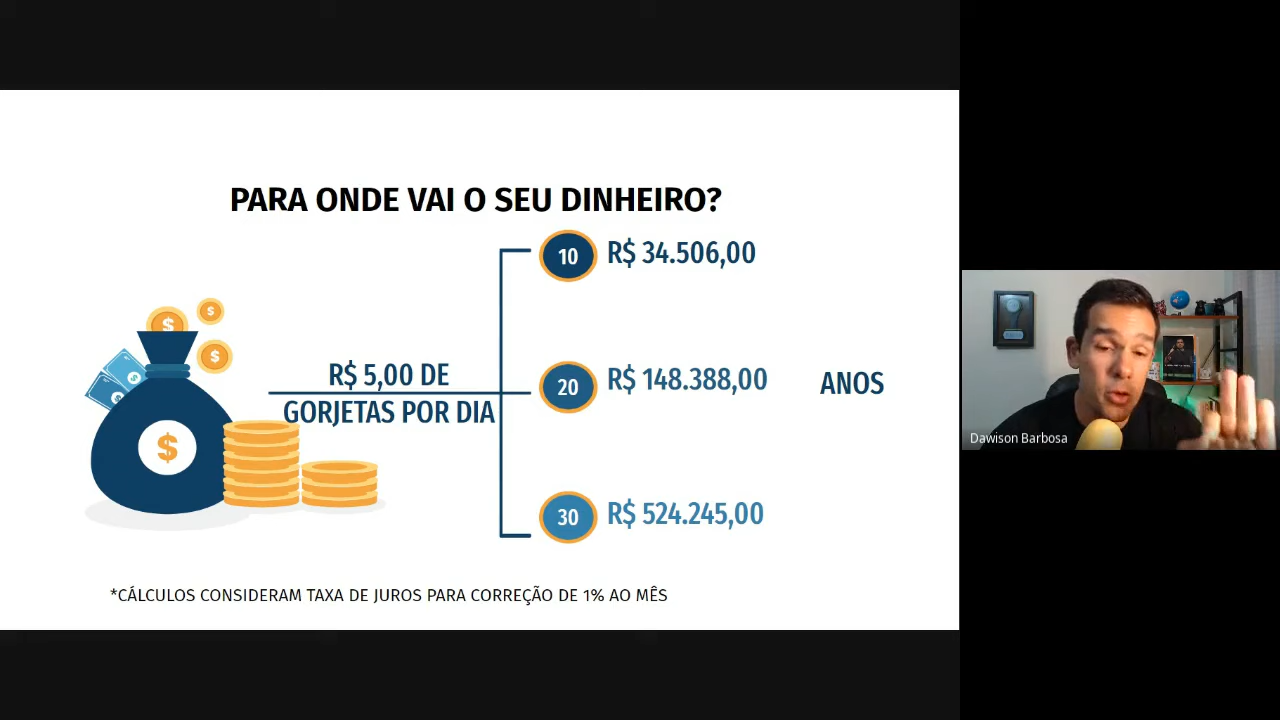 PARA ONDE VAI O SEU DINHEIRO?
10 R$ 34.506,00
R$ 5,00 DE
GORJETAS POR DIA
20 R$ 148.388,00 ANOS
30 R$ 524.245,00
*CÁLCULOS CONSIDERAM TAXA DE JUROS PARA CORREÇÃO DE 1% AO MÊS
Dawison Barbosa